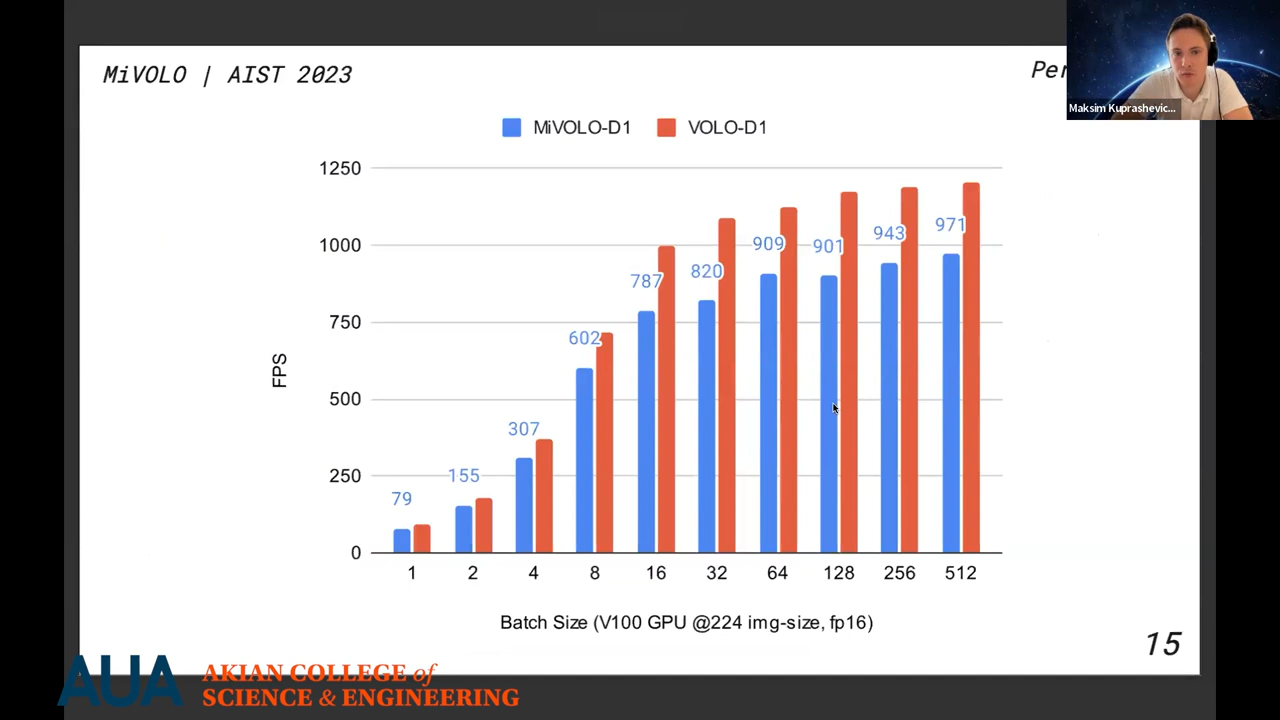 MiVOLO | AIST 2023
Per
Maksim Kuprashevic...
MiVOLO-D1
VOLO-D1
1250
1000
750
500
250
0
FPS
79
155
307
602
787
820
909
901
943
971
1 2 4 8 16 32 64 128 256 512
Batch Size (V100 GPU @224 img-size, fp16)
15
AUA
AKIAN COLLEGE of
SCIENCE & ENGINEERING